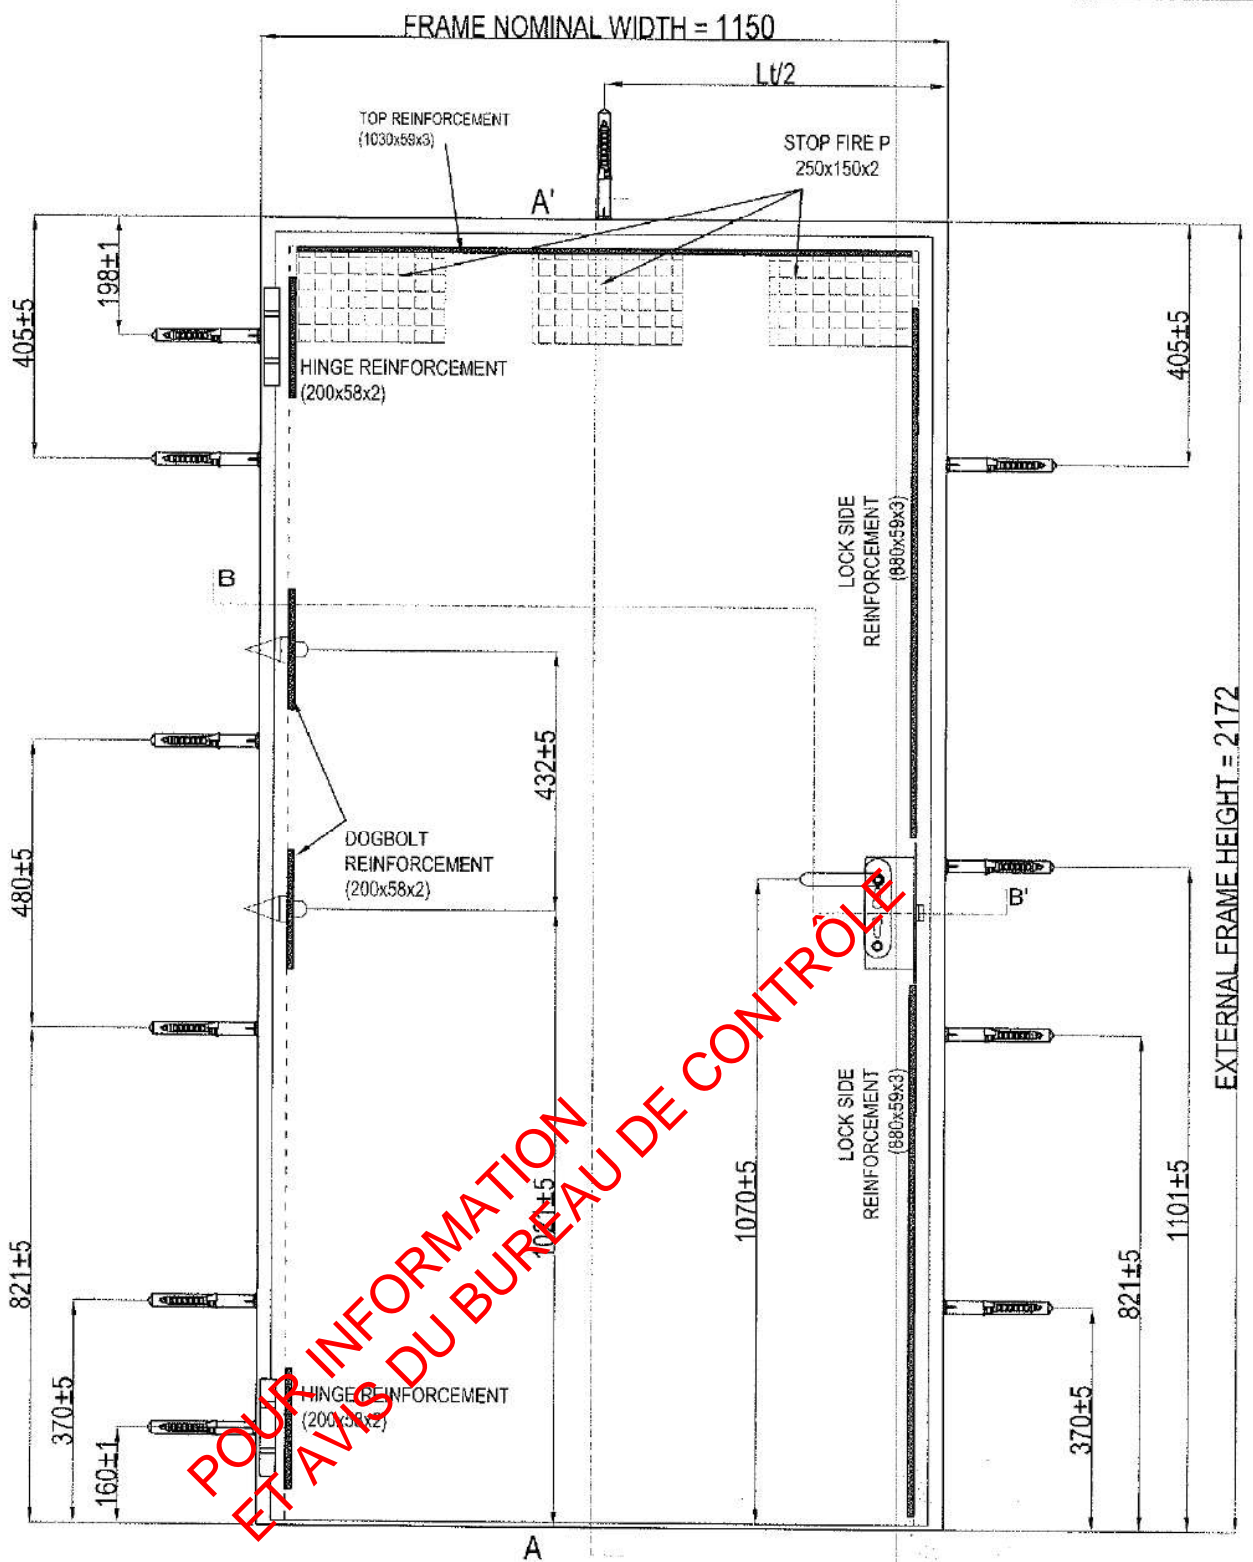 FRAME NOMINAL WIDTH = 1150
Lt/2
TOP REINFORCEMENT
(1030x59x3)
STOP FIRE P
250x150x2
A'
198±1
405±5
405±5
HINGE REINFORCEMENT
(200x58x2)
LOCK SIDE
REINFORCEMENT
(880x59x3)
B
432±5
EXTERNAL FRAME HEIGHT = 2172
DOGBOLT
REINFORCEMENT
(200x58x2)
480±5
B'
LOCK SIDE
REINFORCEMENT
(880x59x3)
1070±5
1101±5
821±5
821±5
370±5
370±5
160±1
HINGE REINFORCEMENT
(200x58x2)
A
POUR INFORMATION
ET AVIS DU BUREAU DE CONTRÔLE